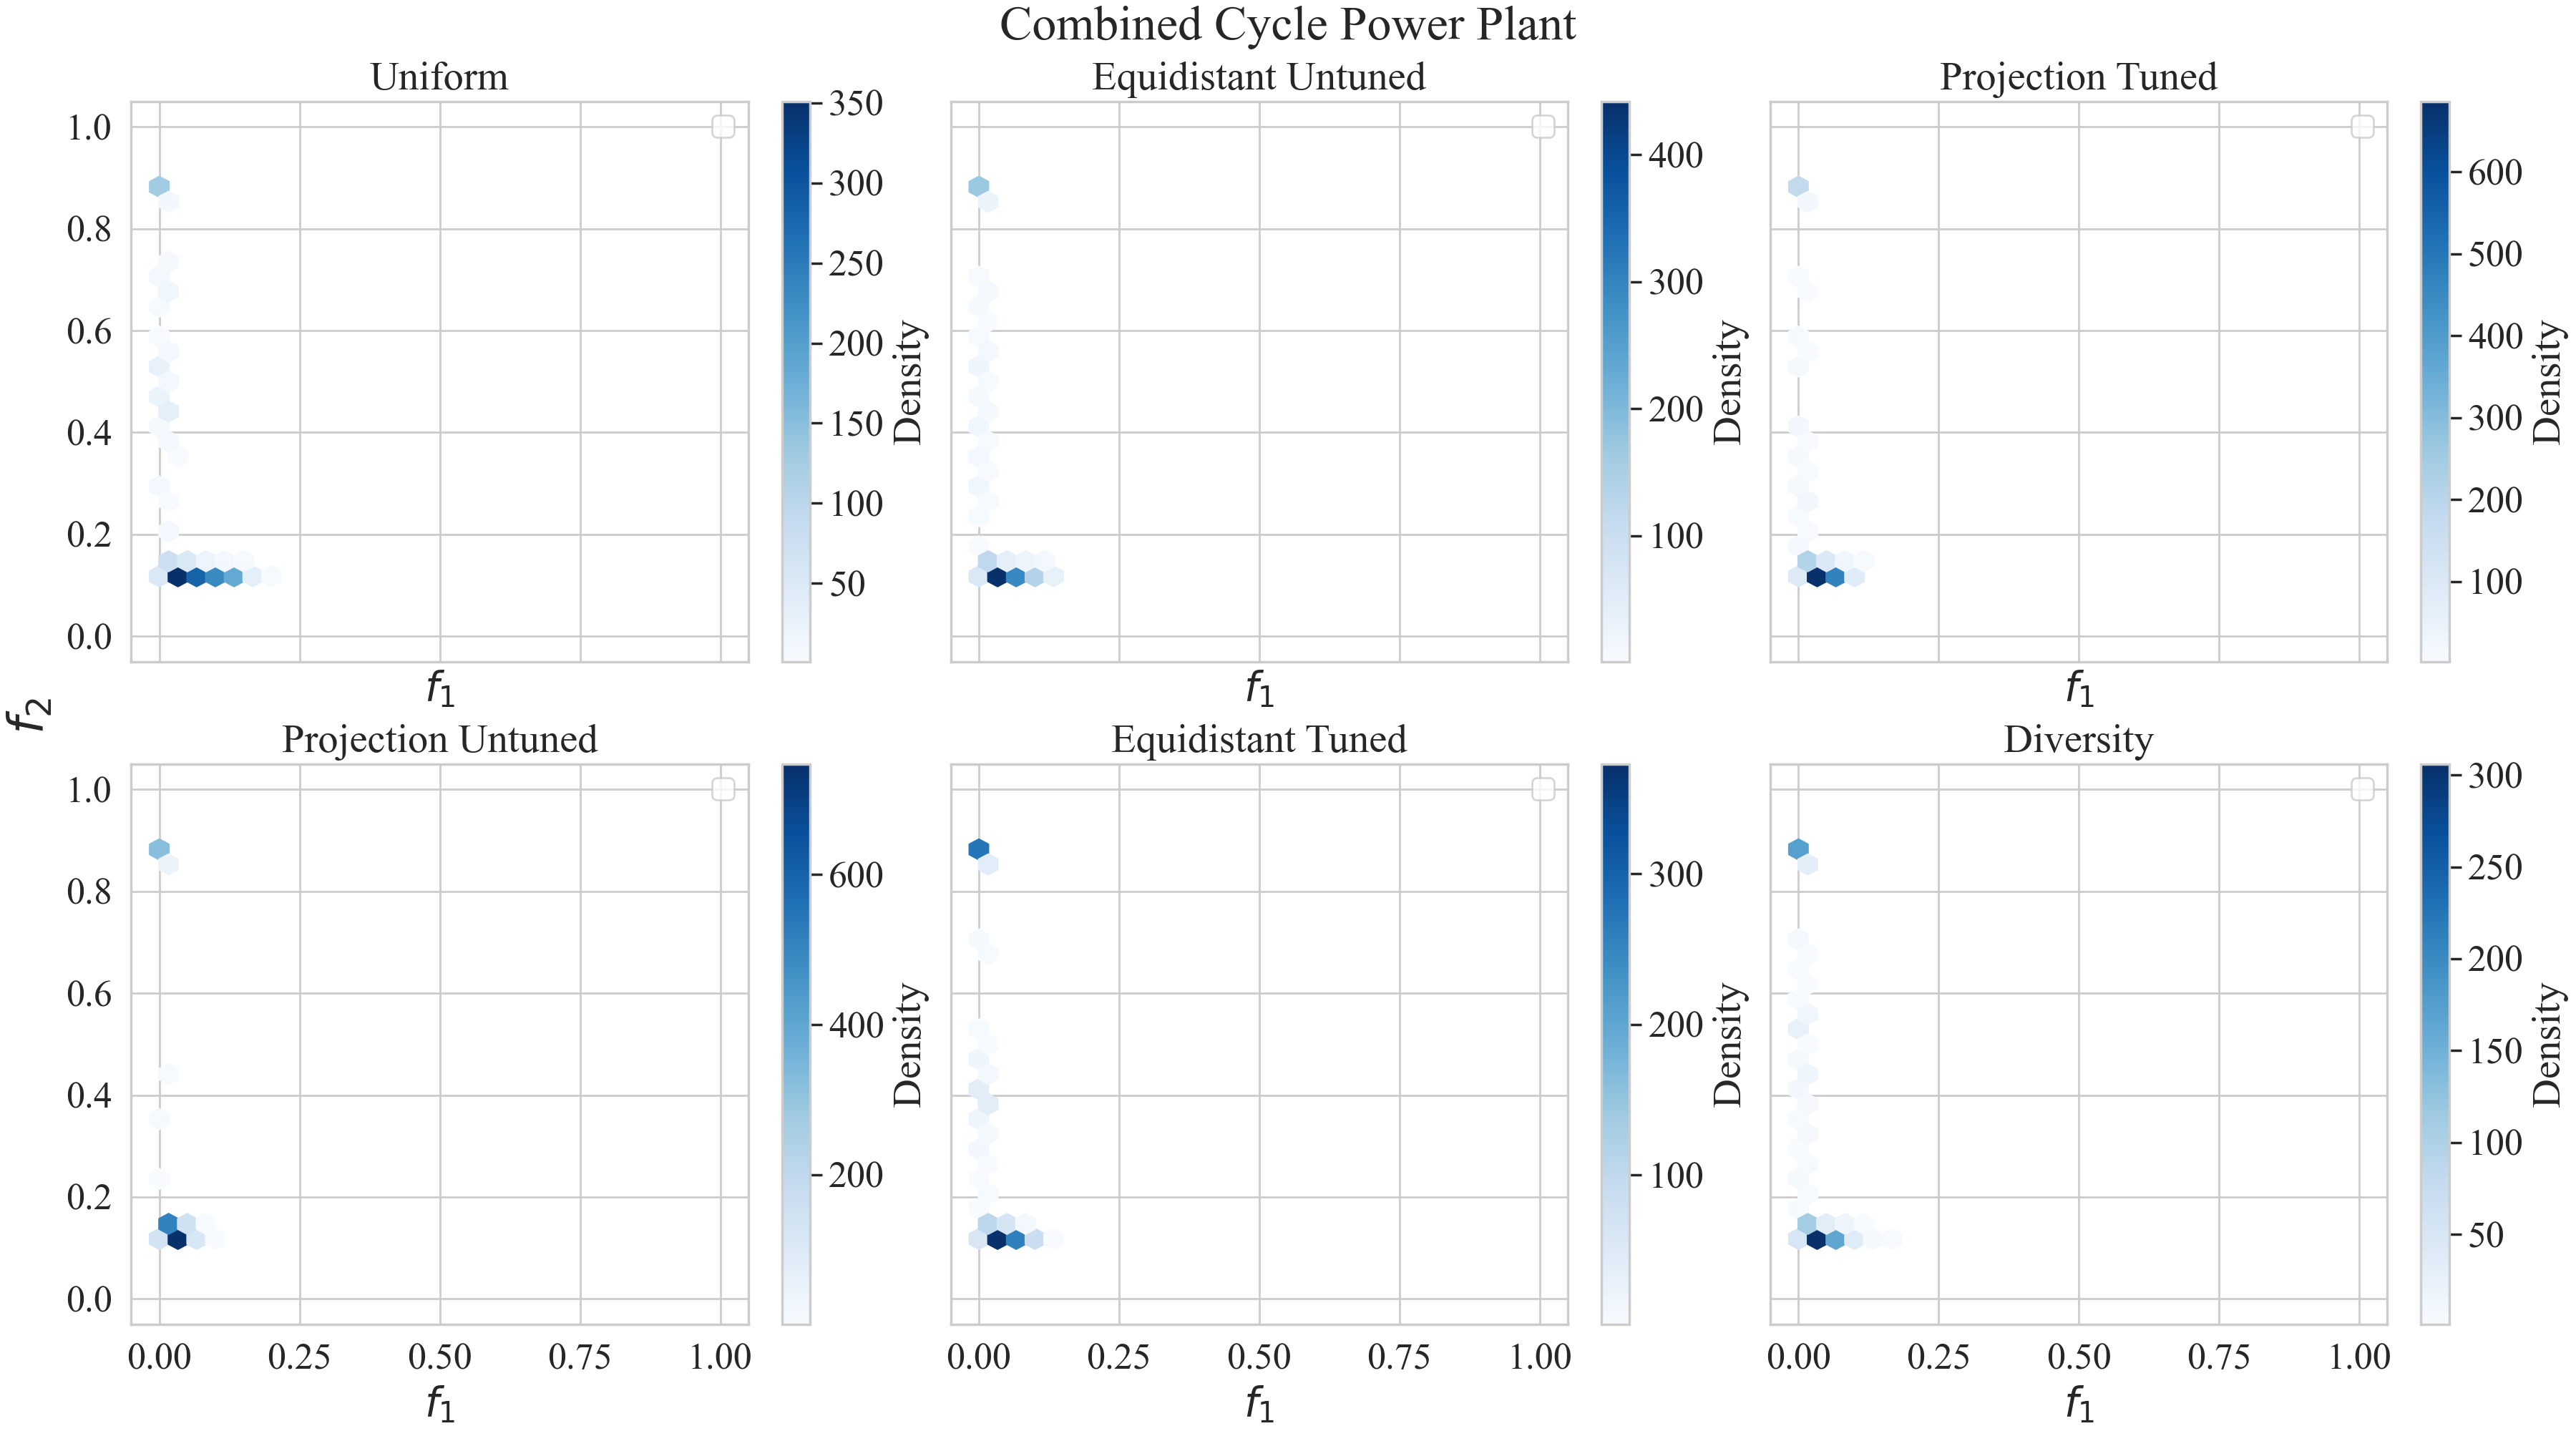 Combined Cycle Power Plant
Uniform
1.0
0.8
0.6
0.4
0.2
0.0
f1
350
300
250
200
150
100
50
Density
Equidistant Untuned
f1
400
300
200
100
Density
Projection Tuned
f1
600
500
400
300
200
100
Density
f2
Projection Untuned
1.0
0.8
0.6
0.4
0.2
0.0
0.00 0.25 0.50 0.75 1.00
f1
600
400
200
Density
Equidistant Tuned
0.00 0.25 0.50 0.75 1.00
f1
300
200
100
Density
Diversity
0.00 0.25 0.50 0.75 1.00
f1
300
250
200
150
100
50
Density